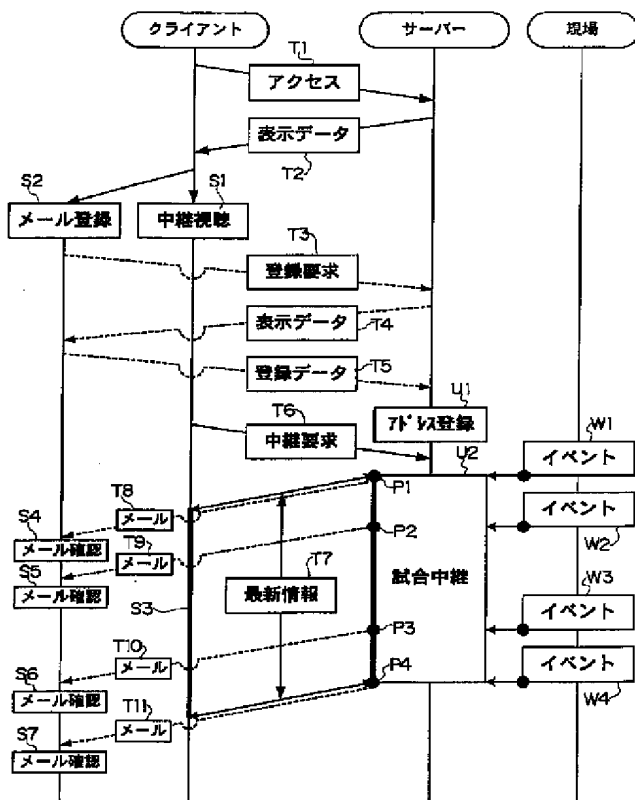 クライアント
サーバー
現場
T1
アクセス
表示データ
T2
S2
S1
メール登録
中継視聴
T3
登録要求
表示データ
T4
T5
登録データ
U1
T6
アドレス登録
中継要求
U2
W1
イベント
P1
T8
メール
S4
メール確認
P2
W2
イベント
T9
メール
S5
メール確認
T7
最新情報
試合中継
S3
W3
イベント
P3
T10
メール
S6
メール確認
P4
イベント
W4
T11
メール
S7
メール確認